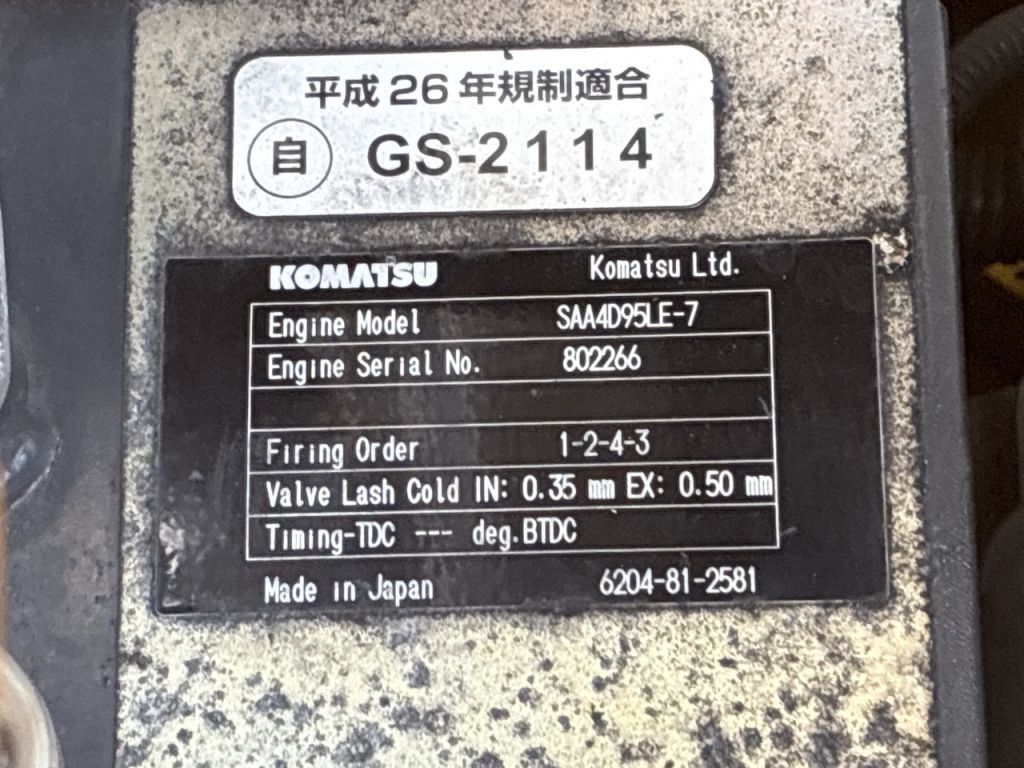 平成26年規制適合
自 GS-2114
KOMATSU Komatsu Ltd.
Engine Model SAA4D95LE-7
Engine Serial No. 802266
Firing Order 1-2-4-3
Valve Lash Cold IN: 0.35 mm EX: 0.50 mm
Timing-TDC --- deg.BTDC
Made in Japan 6204-81-2581